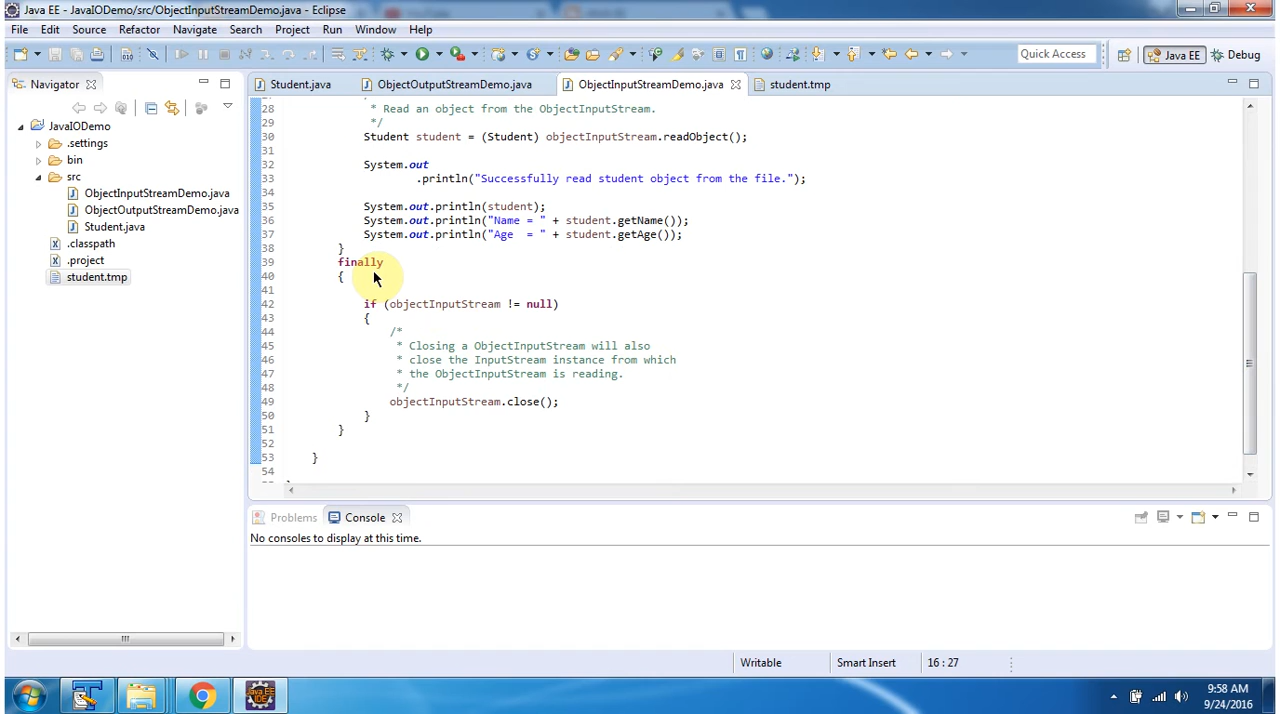 Java EE - JavaIODemo/src/ObjectInputStreamDemo.java - Eclipse
File Edit Source Refactor Navigate Search Project Run Window Help
Quick Access Java EE Debug
Navigator
Student.java ObjectOutputStreamDemo.java ObjectInputStreamDemo.java student.tmp
JavaIODemo
.settings
bin
src
ObjectInputStreamDemo.java
ObjectOutputStreamDemo.java
Student.java
.classpath
.project
student.tmp
28 * Read an object from the ObjectInputStream.
29 */
30 Student student = (Student) objectInputStream.readObject();
31
32 System.out
33 .println("Successfully read student object from the file.");
34
35 System.out.println(student);
36 System.out.println("Name = " + student.getName());
37 System.out.println("Age  = " + student.getAge());
38 }
39 finally
40 {
41
42 if (objectInputStream != null)
43 {
44 /*
45 * Closing a ObjectInputStream will also
46 * close the InputStream instance from which
47 * the ObjectInputStream is reading.
48 */
49 objectInputStream.close();
50 }
51 }
52
53 }
54
Problems Console
No consoles to display at this time.
Writable Smart Insert 16 : 27
Java EE IDE
9:58 AM
9/24/2016